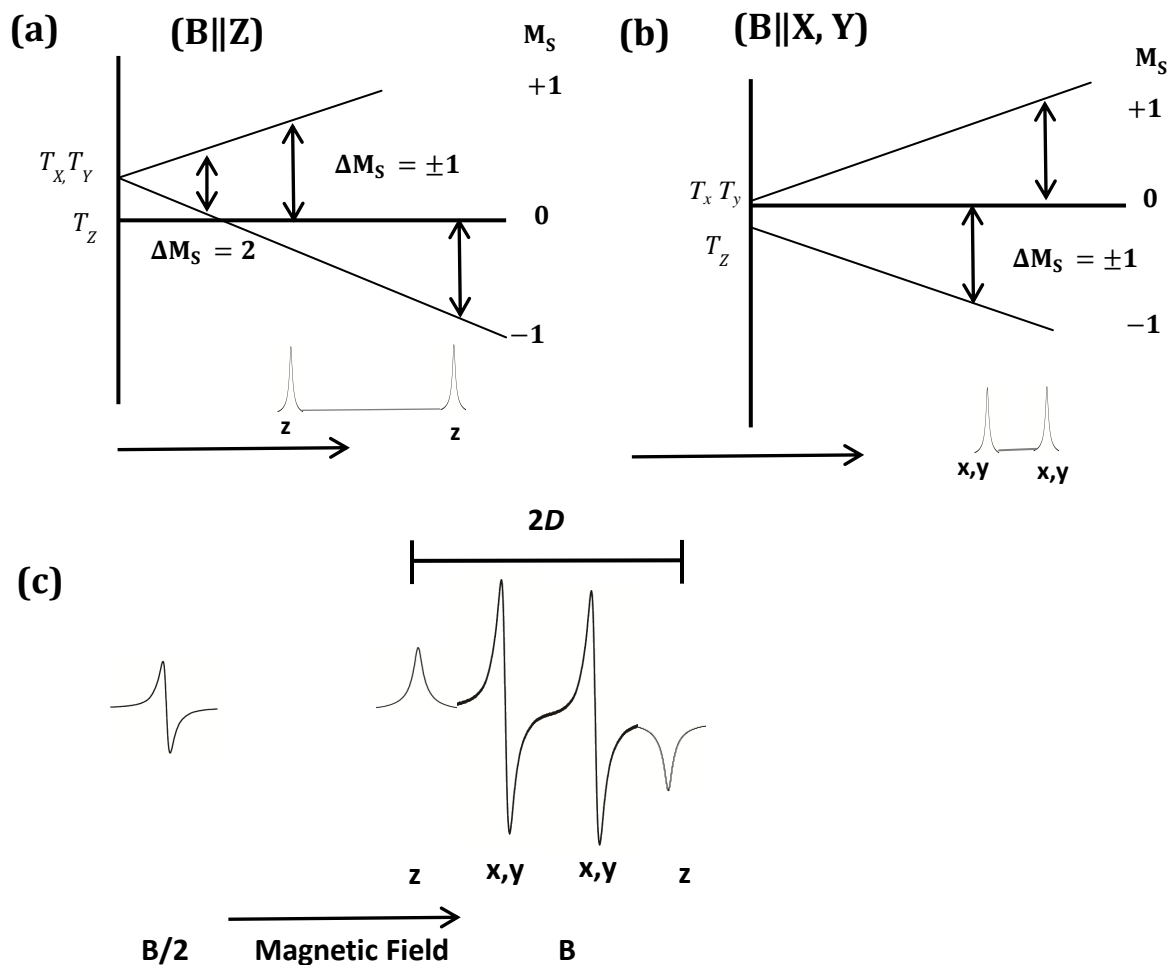 (a)
(B||Z)
M_S
+1
T_X, T_Y
ΔM_S = ±1
T_Z
0
ΔM_S = 2
−1
z
z
(b)
(B||X, Y)
M_S
+1
T_x T_y
0
T_Z
ΔM_S = ±1
−1
x,y
x,y
2D
(c)
z
x,y
x,y
z
B/2
Magnetic Field
B